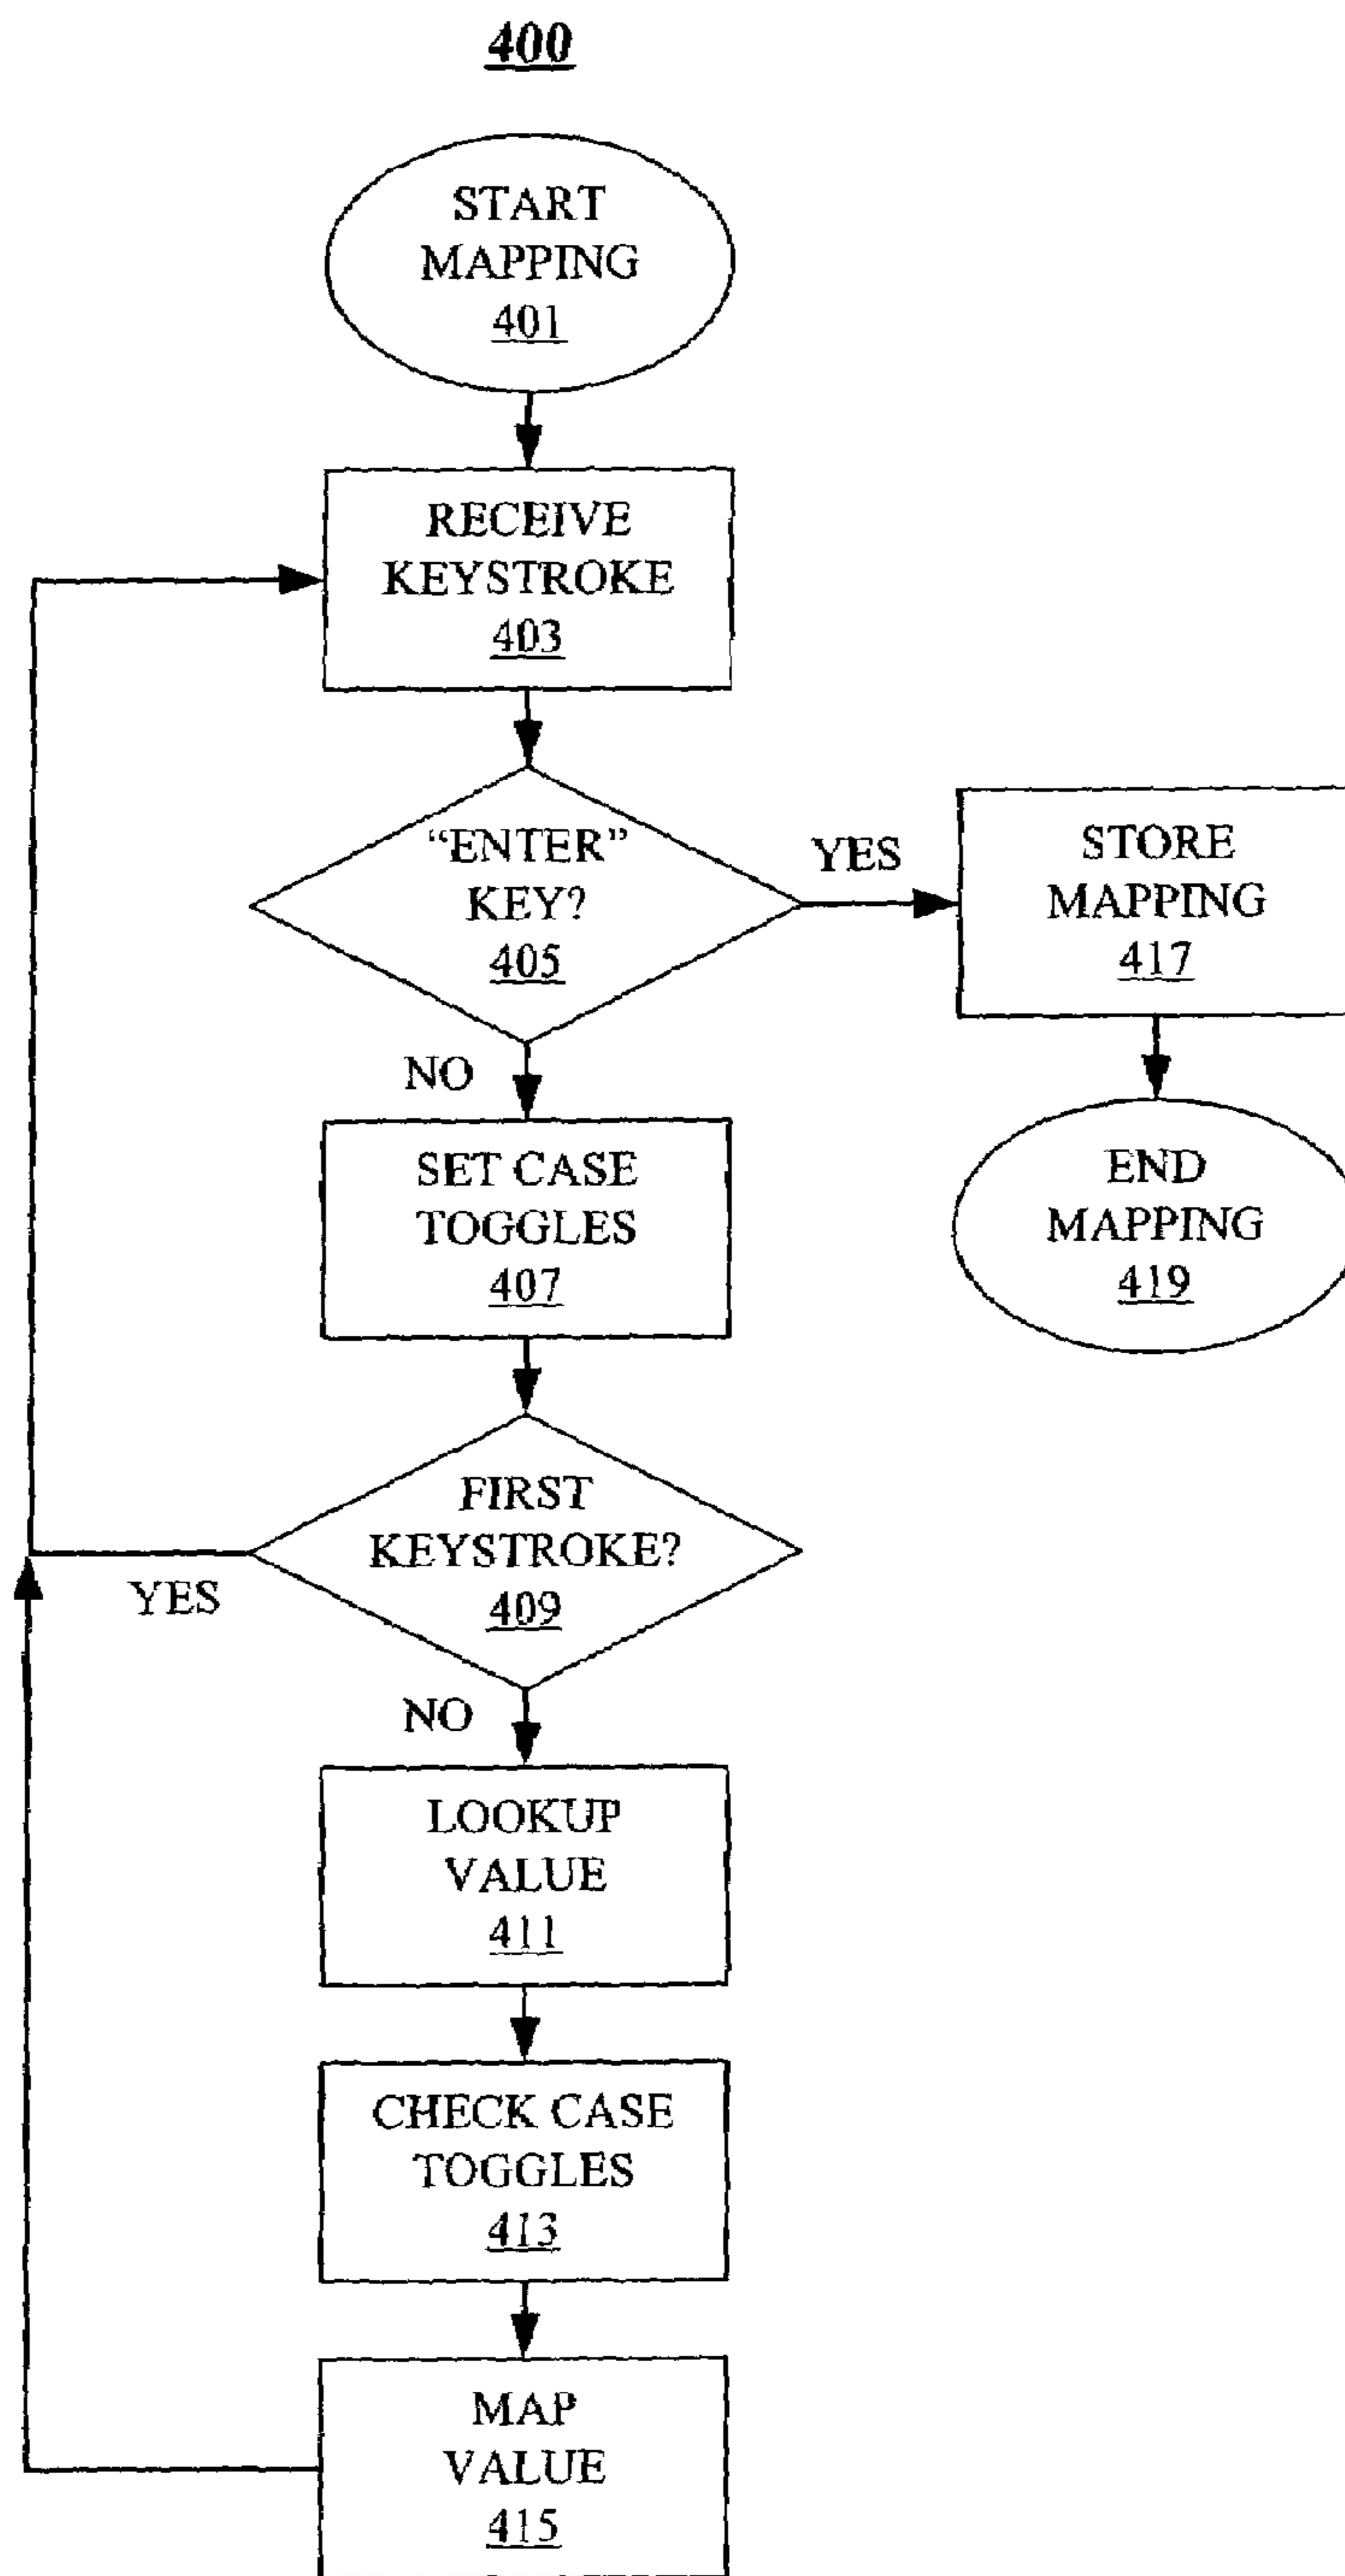 400
START
MAPPING
401
RECEIVE
KEYSTROKE
403
“ENTER”
KEY?
405
YES
STORE
MAPPING
417
NO
END
MAPPING
419
SET CASE
TOGGLES
407
FIRST
KEYSTROKE?
409
YES
NO
LOOKUP
VALUE
411
CHECK CASE
TOGGLES
413
MAP
VALUE
415